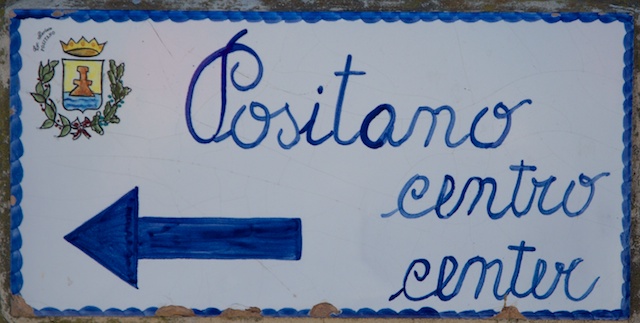 Positano
centro
center